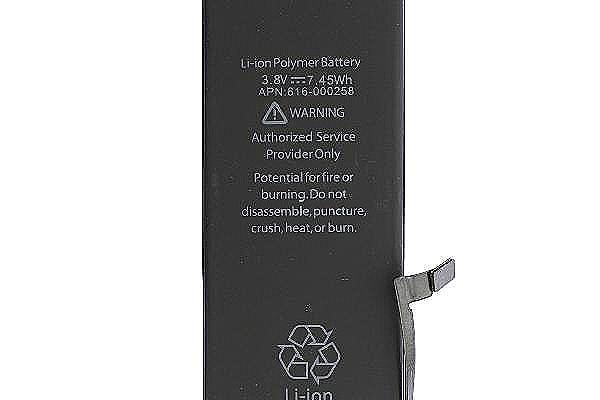 Li-ion Polymer Battery
3.8V⎓7.45Wh
APN:616-000258
WARNING
Authorized Service
Provider Only
Potential for fire or
burning. Do not
disassemble, puncture,
crush, heat, or burn.
Li-ion